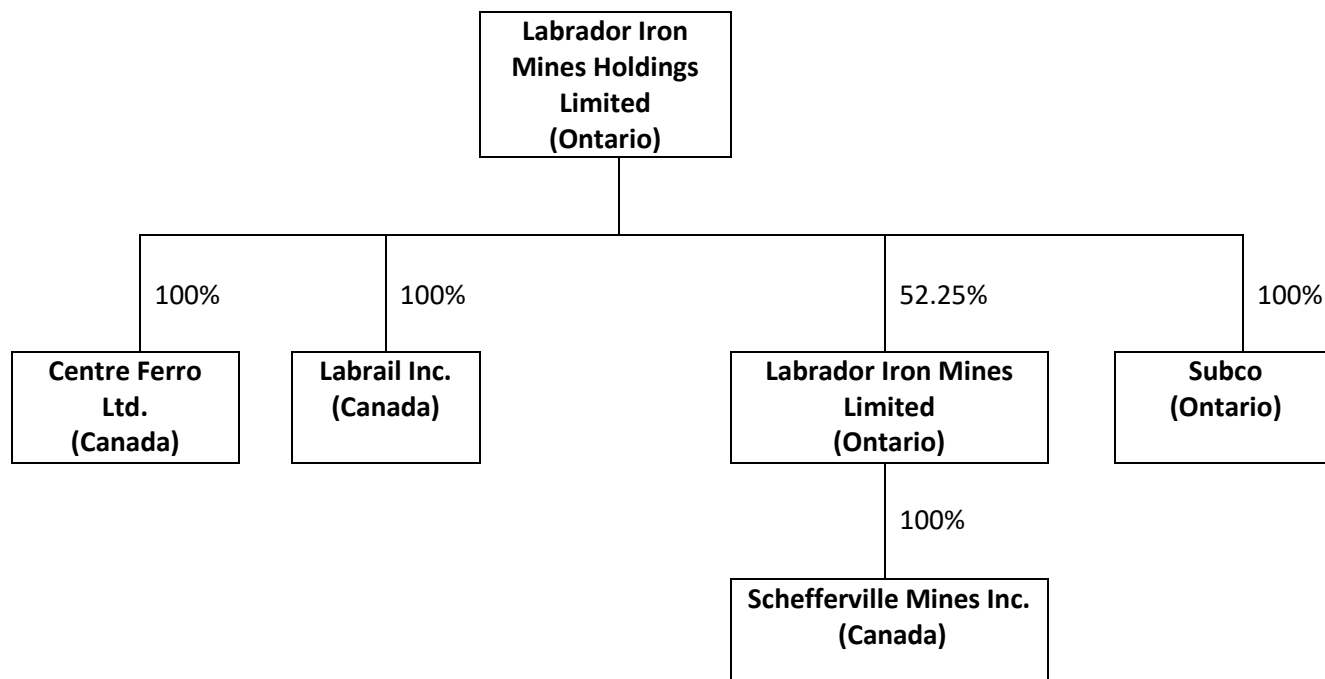 Labrador Iron
Mines Holdings
Limited
(Ontario)
100%
100%
52.25%
100%
Centre Ferro
Ltd.
(Canada)
Labrail Inc.
(Canada)
Labrador Iron Mines
Limited
(Ontario)
Subco
(Ontario)
100%
Schefferville Mines Inc.
(Canada)